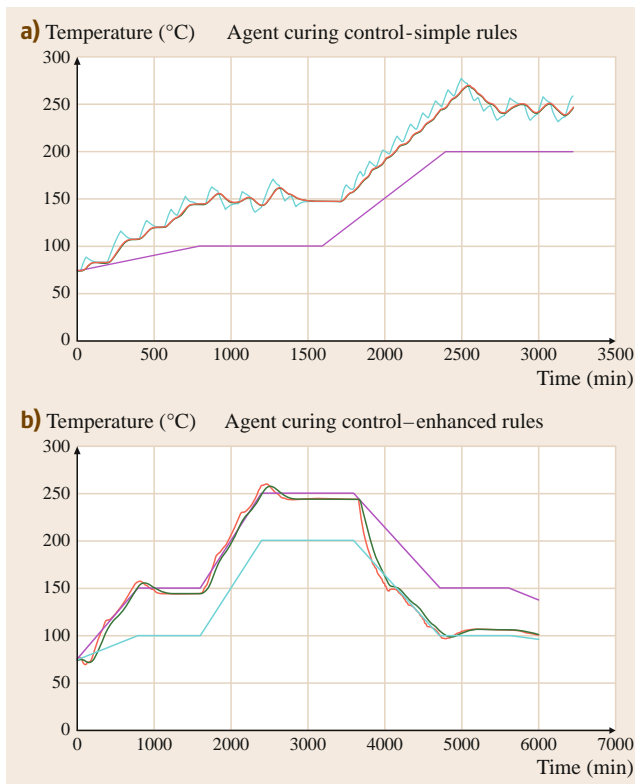 a) Temperature (°C) Agent curing control-simple rules
300
250
200
150
100
50
0
0 500 1000 1500 2000 2500 3000 3500
Time (min)
b) Temperature (°C) Agent curing control–enhanced rules
300
250
200
150
100
50
0
0 1000 2000 3000 4000 5000 6000 7000
Time (min)